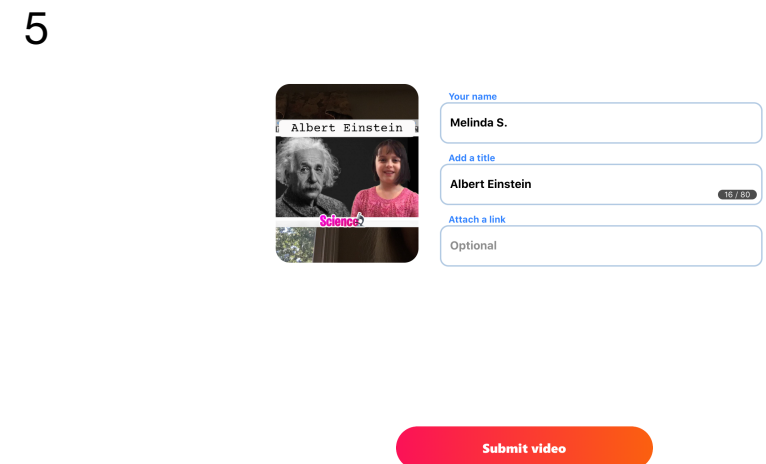 5
Your name
Albert Einstein
Melinda S.
Add a title
Albert Einstein
16 / 80
Science
Attach a link
Optional
Submit video